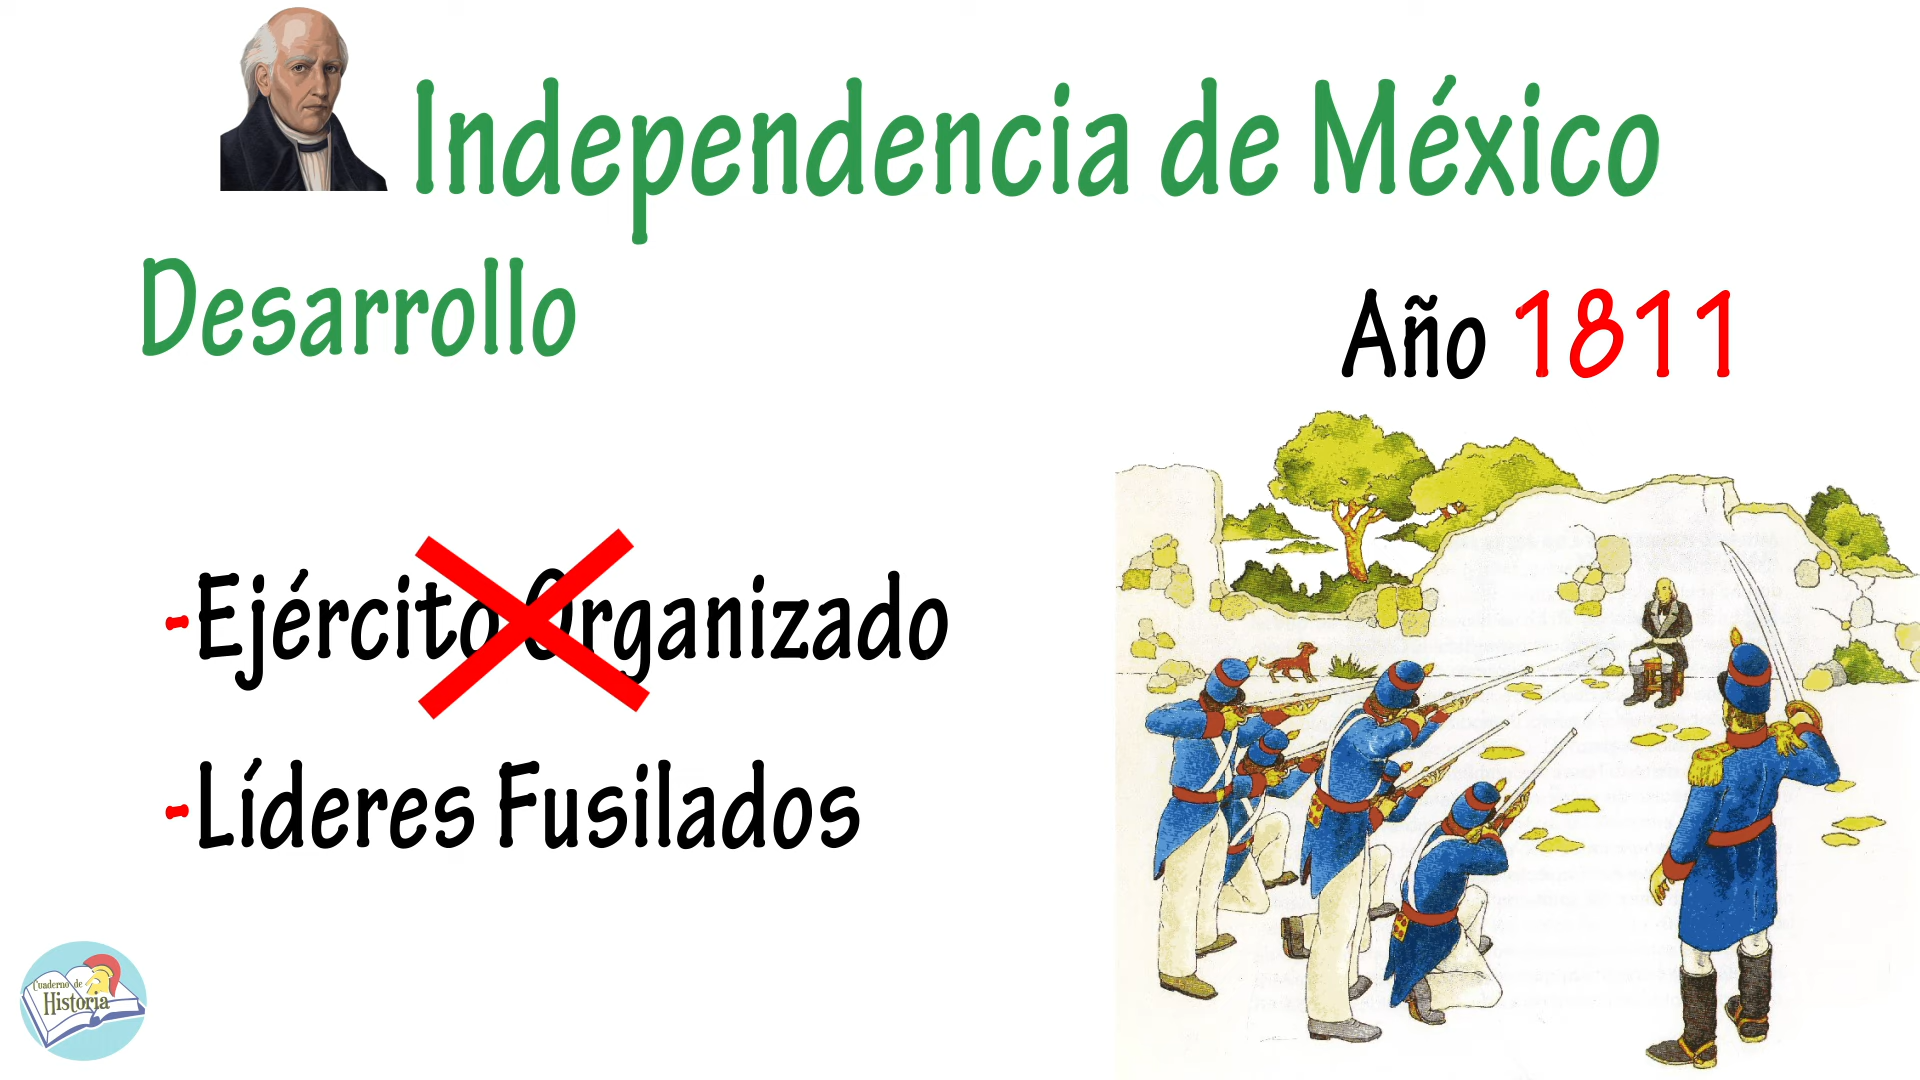 Independencia de México
Desarrollo
Año 1811
-Ejército Organizado
-Líderes Fusilados
Cuaderno de
Historia